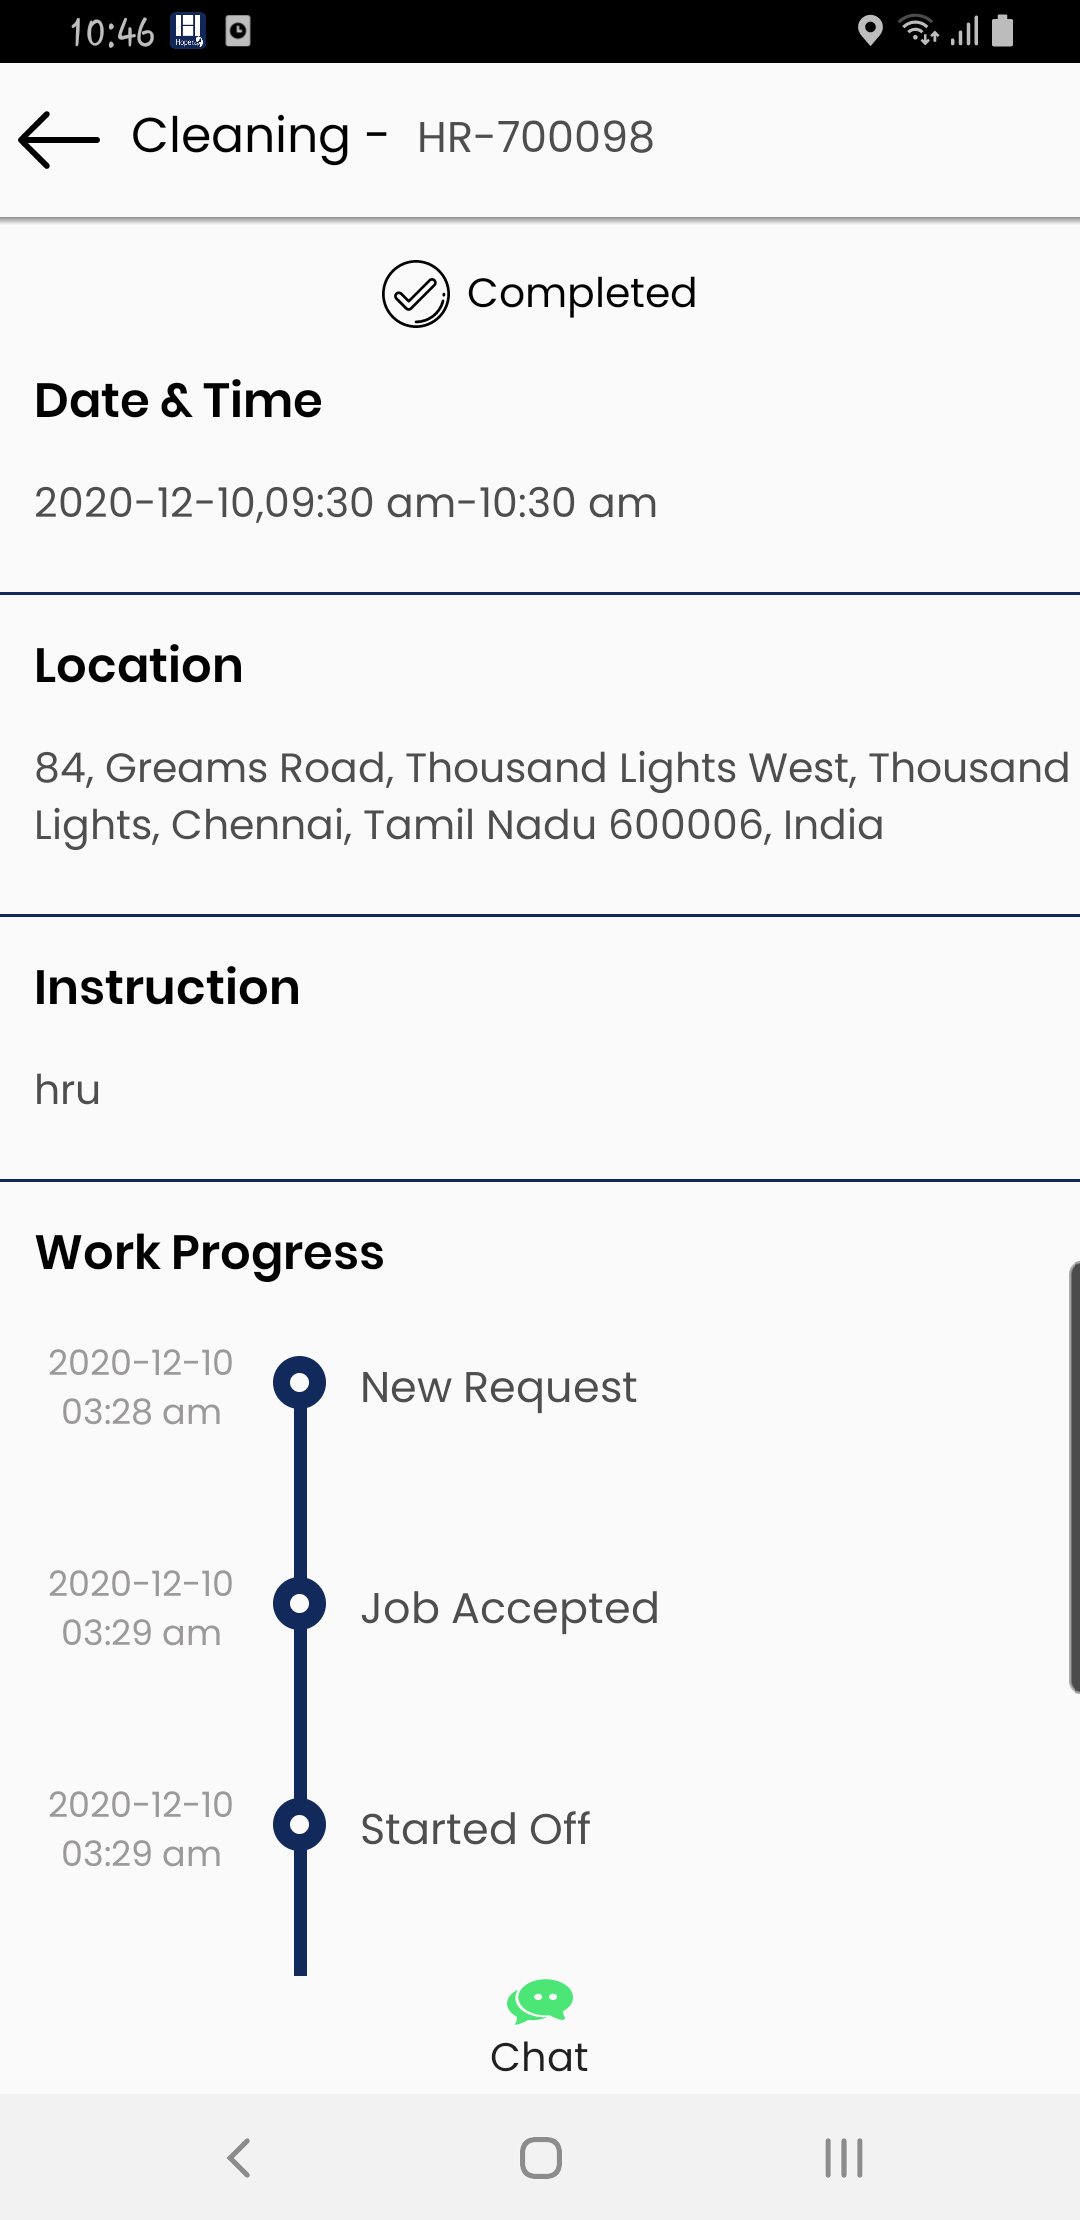 10:46
Cleaning - HR-700098
Completed
Date & Time
2020-12-10,09:30 am-10:30 am
Location
84, Greams Road, Thousand Lights West, Thousand
Lights, Chennai, Tamil Nadu 600006, India
Instruction
hru
Work Progress
2020-12-10
03:28 am
New Request
2020-12-10
03:29 am
Job Accepted
2020-12-10
03:29 am
Started Off
Chat